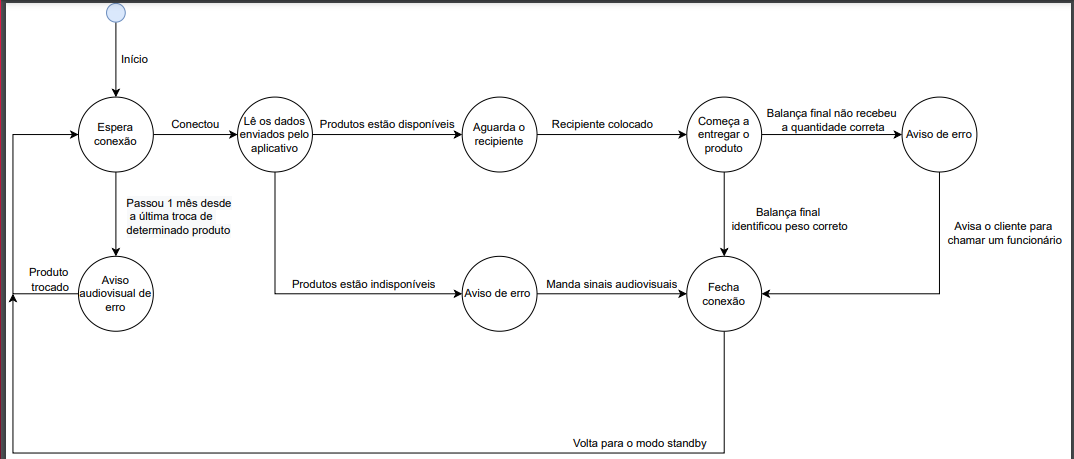 Início
Espera
conexão
Conectou
Lê os dados
enviados pelo
aplicativo
Produtos estão disponíveis
Aguarda o
recipiente
Recipiente colocado
Começa a
entregar o
produto
Balança final não recebeu
a quantidade correta
Aviso de erro
Passou 1 mês desde
a última troca de
determinado produto
Balança final
identificou peso correto
Avisa o cliente para
chamar um funcionário
Produto
trocado
Aviso
audiovisual de
erro
Produtos estão indisponíveis
Aviso de erro
Manda sinais audiovisuais
Fecha
conexão
Volta para o modo standby